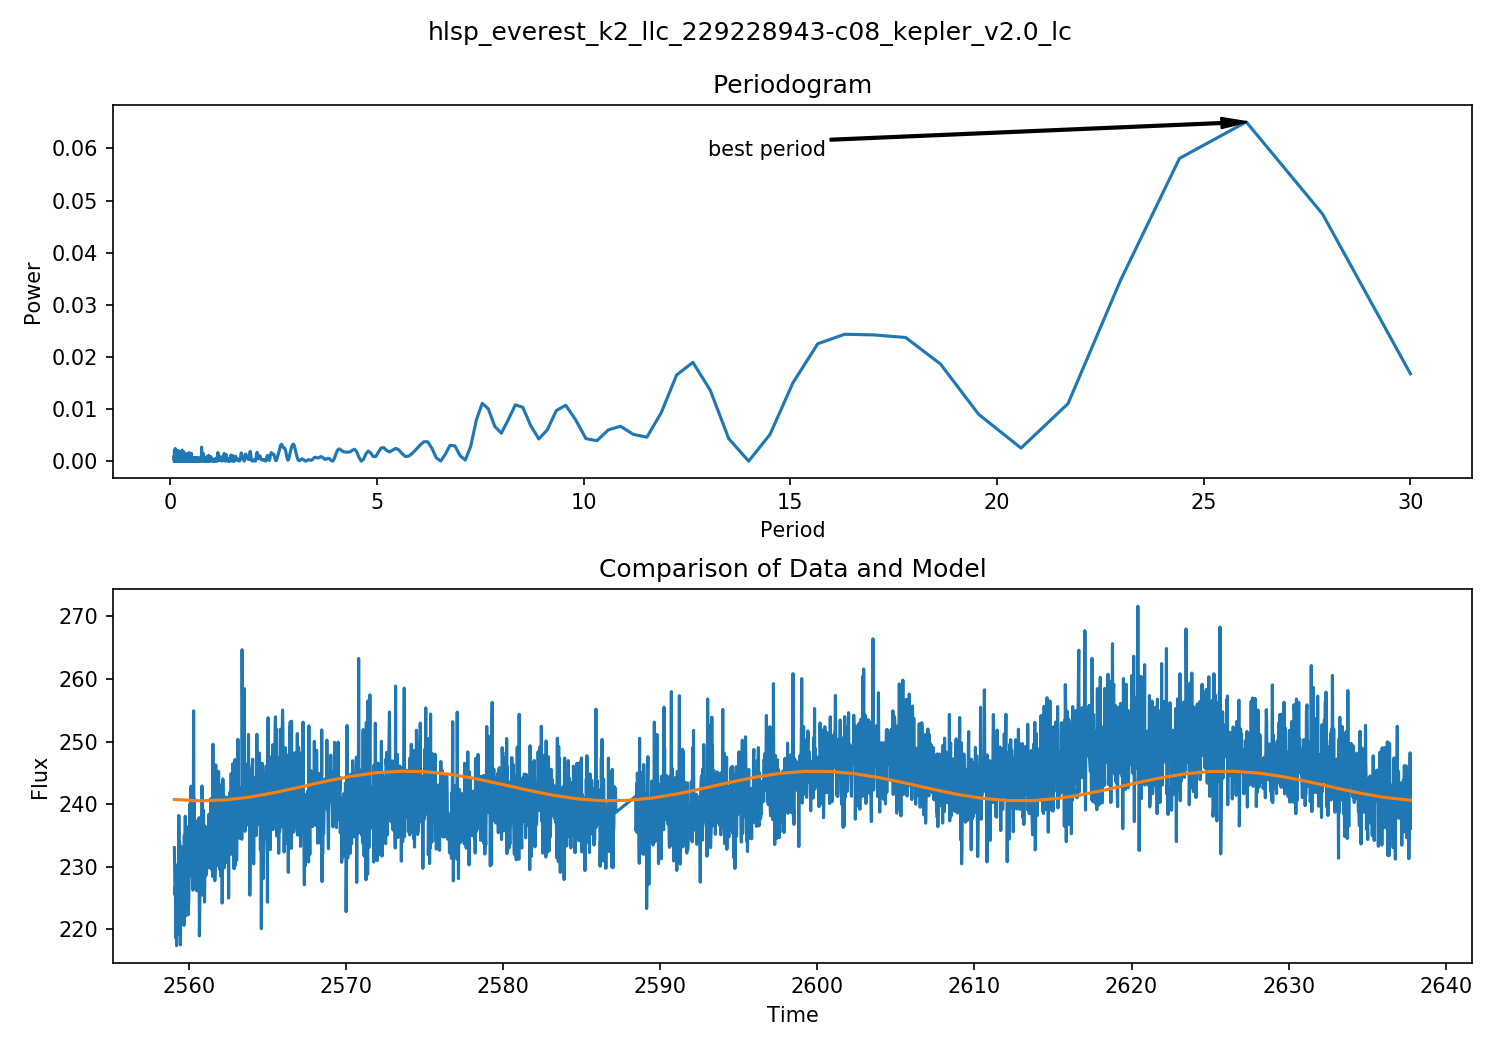 hlsp_everest_k2_llc_229228943-c08_kepler_v2.0_lc
Periodogram
best period
Power
0.06
0.05
0.04
0.03
0.02
0.01
0.00
0 5 10 15 20 25 30
Period
Comparison of Data and Model
Flux
270
260
250
240
230
220
2560 2570 2580 2590 2600 2610 2620 2630 2640
Time